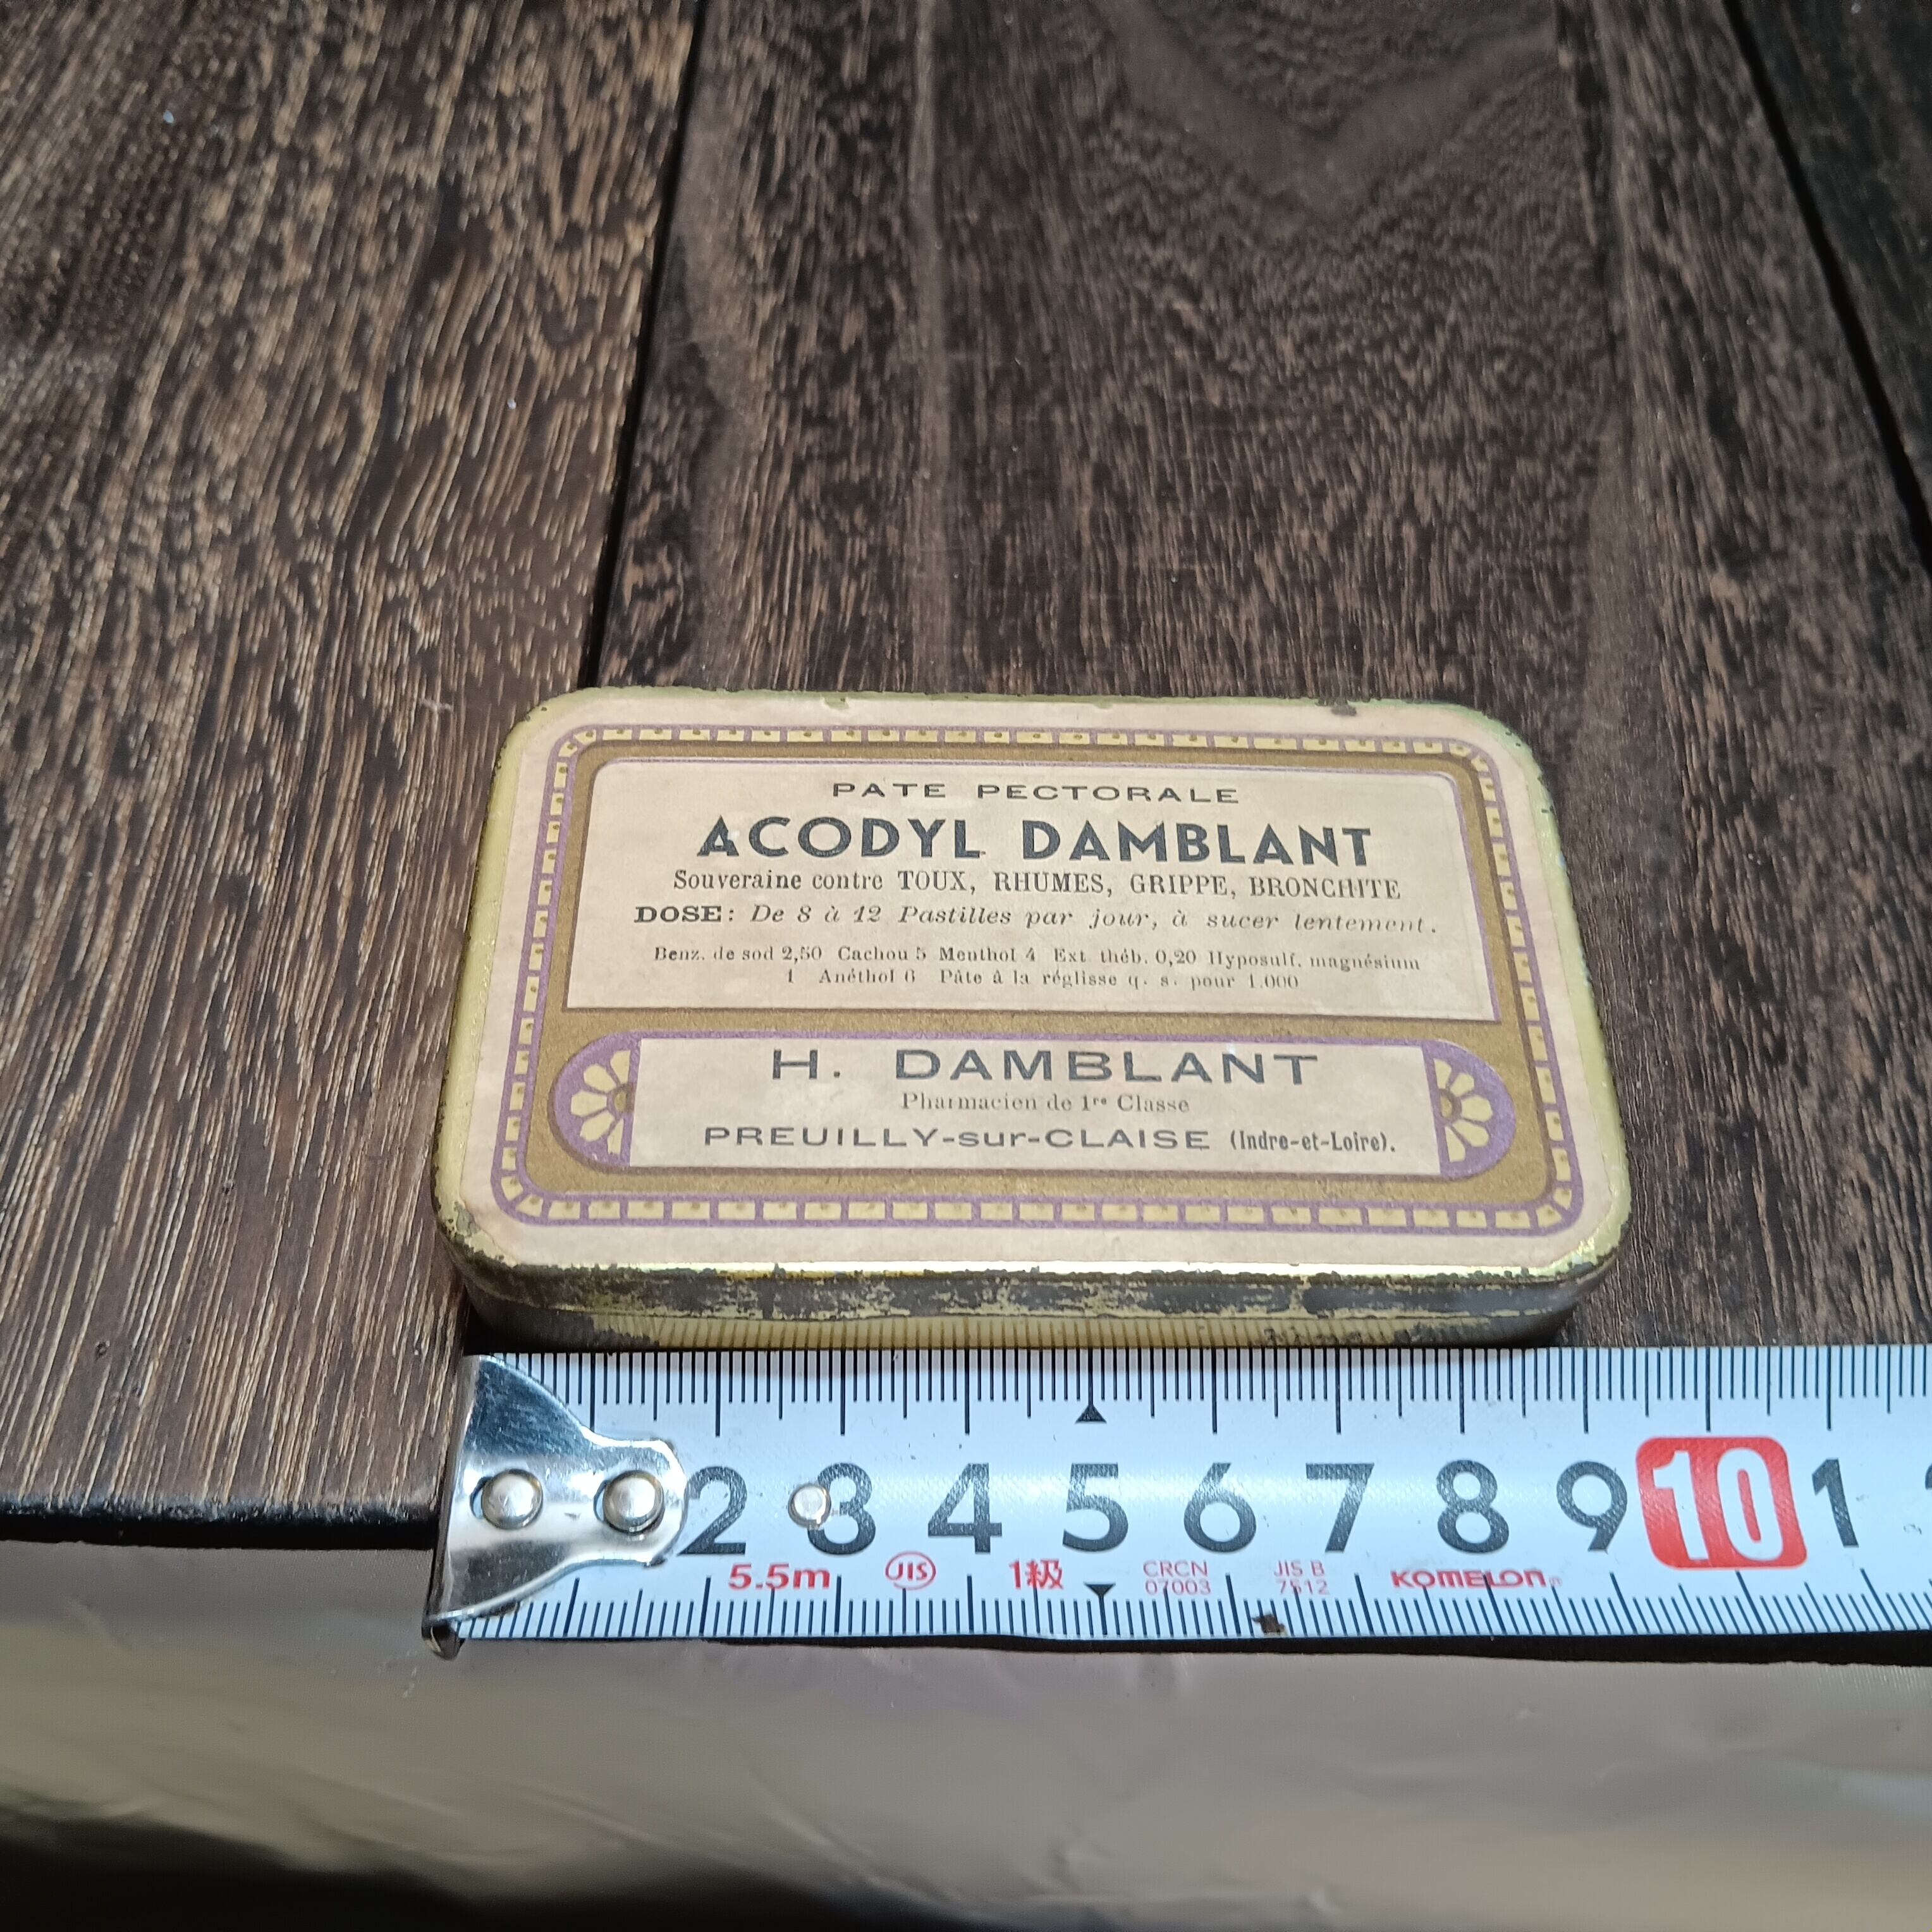 PATE PECTORALE
ACODYL DAMBLANT
Souveraine contre TOUX, RHUMES, GRIPPE, BRONCHITE
DOSE: De 8 à 12 Pastilles par jour, à sucer lentement.
Benz. de sod 2,50 Cachou 5 Menthol 4 Ext. théb. 0,20 Hyposulf. magnésium
1 Anéthol 6 Pâte à la réglisse q. s. pour 1.000
H. DAMBLANT
Pharmacien de 1re Classe
PREUILLY-sur-CLAISE (Indre-et-Loire).
2 3 4 5 6 7 8 9 10 1
5.5m JIS 1級 CRCN 07003 JIS B 7512 KOMELON